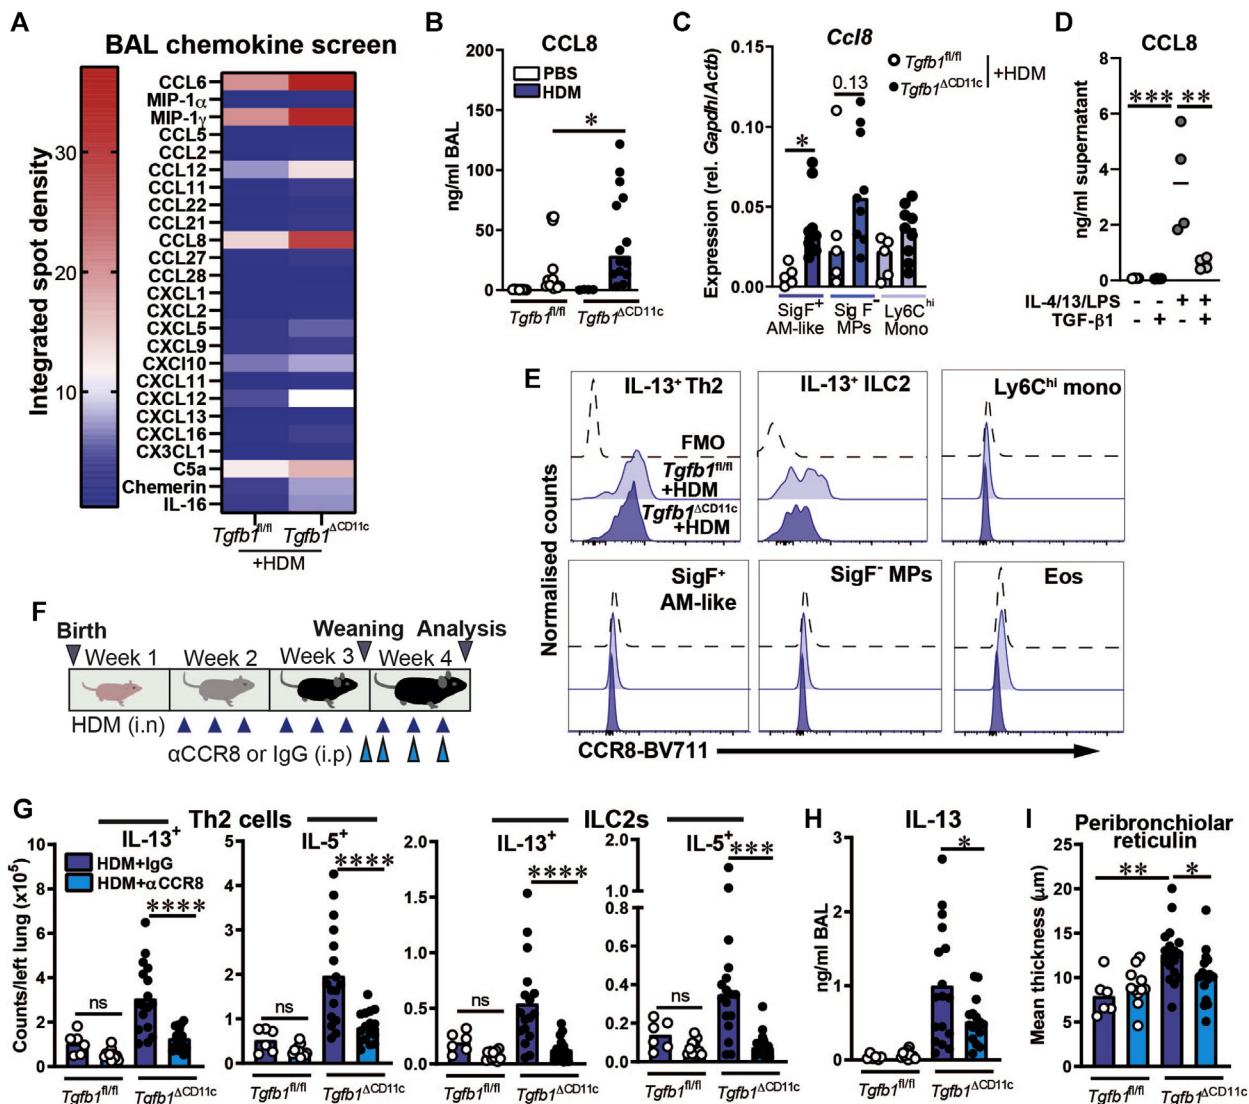 A
BAL chemokine screen
Integrated spot density
30
20
10
CCL6
MIP-1α
MIP-1γ
CCL5
CCL2
CCL12
CCL11
CCL22
CCL21
CCL8
CCL27
CCL28
CXCL1
CXCL2
CXCL5
CXCL9
CXCl10
CXCL11
CXCL12
CXCL13
CXCL16
CX3CL1
C5a
Chemerin
IL-16
Tgfb1fl/fl Tgfb1ΔCD11c
+HDM
B
CCL8
PBS
HDM
ng/ml BAL
200
150
100
50
0
*
Tgfb1fl/fl Tgfb1ΔCD11c
C
Ccl8
Tgfb1fl/fl
Tgfb1ΔCD11c
+HDM
Expression (rel. Gapdh/Actb)
0.15
0.10
0.05
0.00
*
0.13
SigF+ AM-like
Sig F- MPs
Ly6Chi Mono
D
CCL8
ng/ml supernatant
8
6
4
2
0
*** **
IL-4/13/LPS - - + +
TGF-β1 - + - +
E
IL-13+ Th2
IL-13+ ILC2
Ly6Chi mono
FMO
Tgfb1fl/fl
+HDM
Tgfb1ΔCD11c
+HDM
SigF+
AM-like
SigF- MPs
Eos
Normalised counts
CCR8-BV711
F
Birth
Weaning Analysis
Week 1 Week 2 Week 3 Week 4
HDM (i.n)
αCCR8 or IgG (i.p)
G
Th2 cells
IL-13+
HDM+IgG
HDM+αCCR8
Counts/left lung (x105)
10
8
6
4
2
0
ns
****
Tgfb1fl/fl Tgfb1ΔCD11c
IL-5+
5
4
3
2
1
0
ns
****
Tgfb1fl/fl Tgfb1ΔCD11c
ILC2s
IL-13+
2.0
1.5
1.0
0.5
0.0
ns
****
Tgfb1fl/fl Tgfb1ΔCD11c
IL-5+
2.0
1.0
0.6
0.4
0.2
0.0
ns
***
Tgfb1fl/fl Tgfb1ΔCD11c
H
IL-13
ng/ml BAL
3
2
1
0
*
Tgfb1fl/fl Tgfb1ΔCD11c
I
Peribronchiolar
reticulin
Mean thickness (μm)
25
20
15
10
5
0
** *
Tgfb1fl/fl Tgfb1ΔCD11c